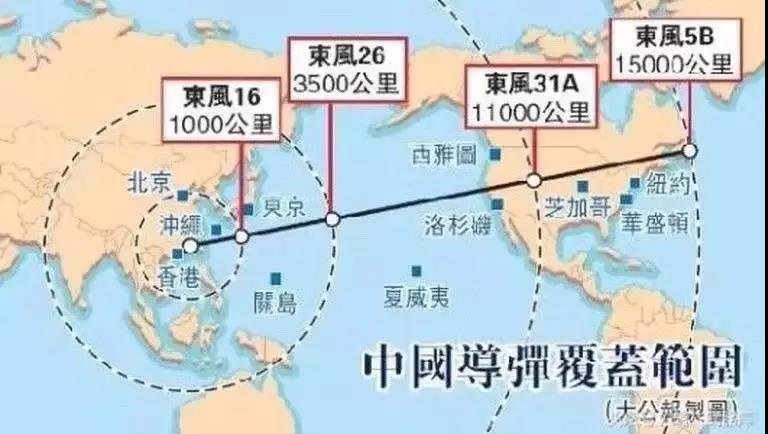 東風5B
15000公里
東風26
3500公里
東風31A
11000公里
東風16
1000公里
西雅圖
北京
紐約
芝加哥
東京
沖繩
洛杉磯
華盛頓
香港
關島
夏威夷
中國導彈覆蓋範圍
(大公報製圖)